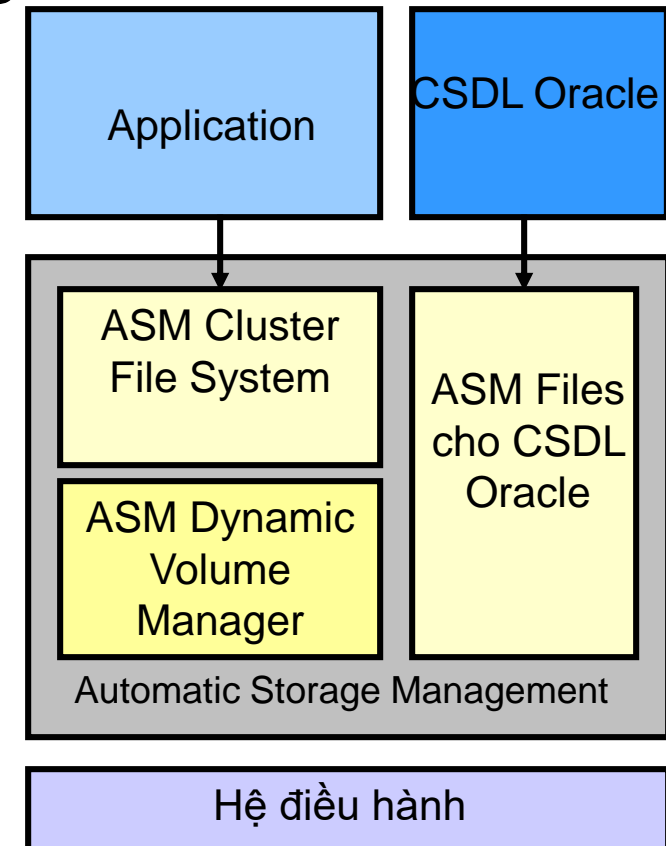 Application
CSDL Oracle
ASM Cluster
File System
ASM Files
cho CSDL
Oracle
ASM Dynamic
Volume
Manager
Automatic Storage Management
Hệ điều hành